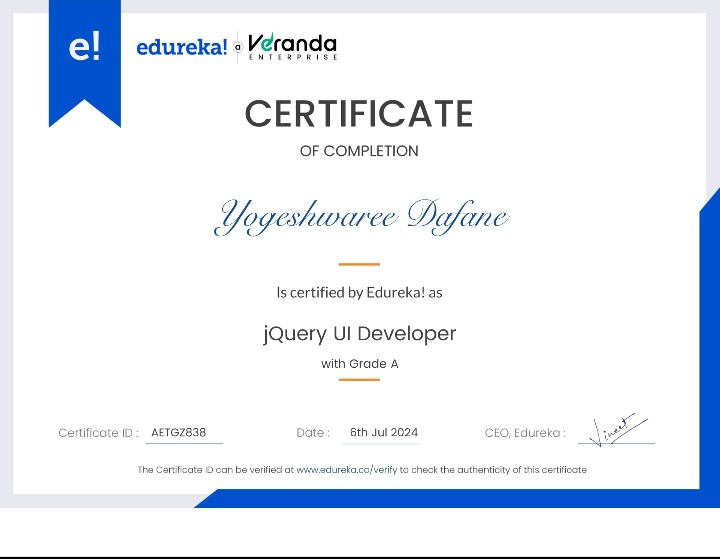 e!
edureka! a Veranda
ENTERPRISE
CERTIFICATE
OF COMPLETION
Yogeshwaree Dafane
Is certified by Edureka! as
jQuery UI Developer
with Grade A
Certificate ID : AETGZ838 Date : 6th Jul 2024 CEO, Edureka : Vineet
The Certificate ID can be verified at www.edureka.co/verify to check the authenticity of this certificate